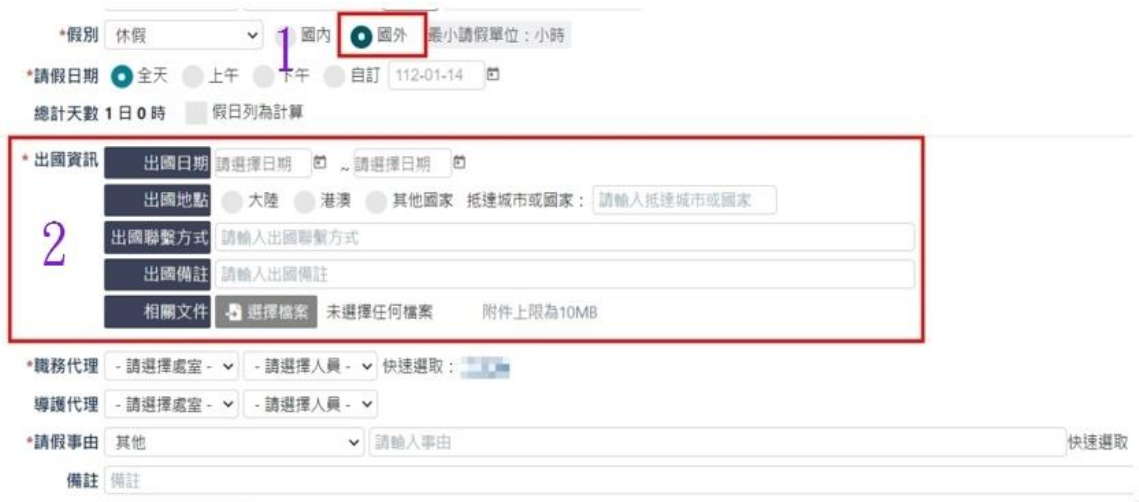 *假別 休假 國內 國外 最小請假單位：小時
1
*請假日期 全天 上午 下午 自訂 112-01-14
總計天數 1 日 0 時 假日列為計算
* 出國資訊 出國日期 請選擇日期 ~ 請選擇日期
出國地點 大陸 港澳 其他國家 抵達城市或國家： 請輸入抵達城市或國家
2
出國聯繫方式 請輸入出國聯繫方式
出國備註 請輸入出國備註
相關文件 選擇檔案 未選擇任何檔案 附件上限為10MB
*職務代理 - 請選擇處室 - - 請選擇人員 - 快速選取：
導護代理 - 請選擇處室 - - 請選擇人員 -
*請假事由 其他 請輸入事由 快速選取
備註 備註